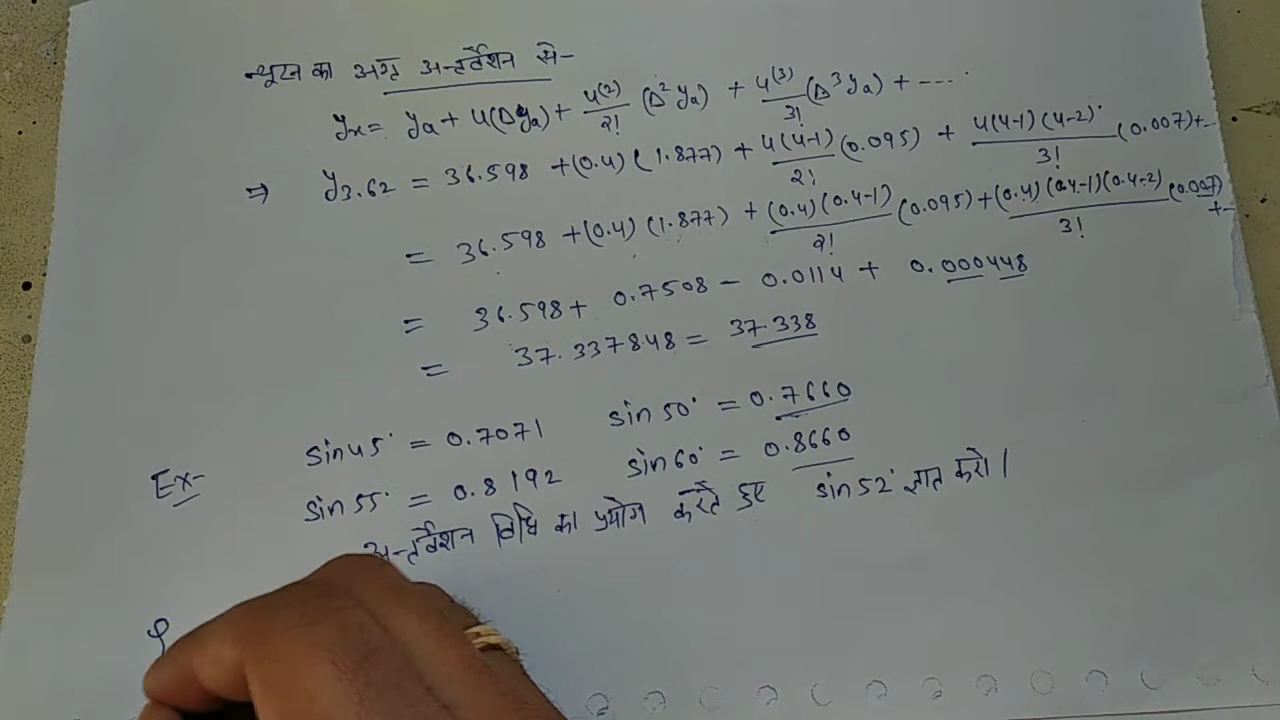 न्यूटन का अग्र अन्तर्वेशन से-
yx = ya + u(Δya) + u⁽²⁾/2! (Δ² ya) + u⁽³⁾/3! (Δ³ ya) + ----
⇒ y3.62 = 36.598 + (0.4) (1.877) + u(u-1)/2! (0.095) + u(u-1)(u-2)/3! (0.007) + --
= 36.598 + (0.4) (1.877) + (0.4)(0.4-1)/2! (0.095) + (0.4)(0.4-1)(0.4-2)/3! (0.007) + --
= 36.598 + 0.7508 - 0.0114 + 0.000448
= 37.337848 = 37.338
Ex- sin45° = 0.7071 sin50° = 0.7660
sin55° = 0.8192 sin60° = 0.8660
अन्तर्वेशन विधि का प्रयोग करते हुए sin52° ज्ञात करो।